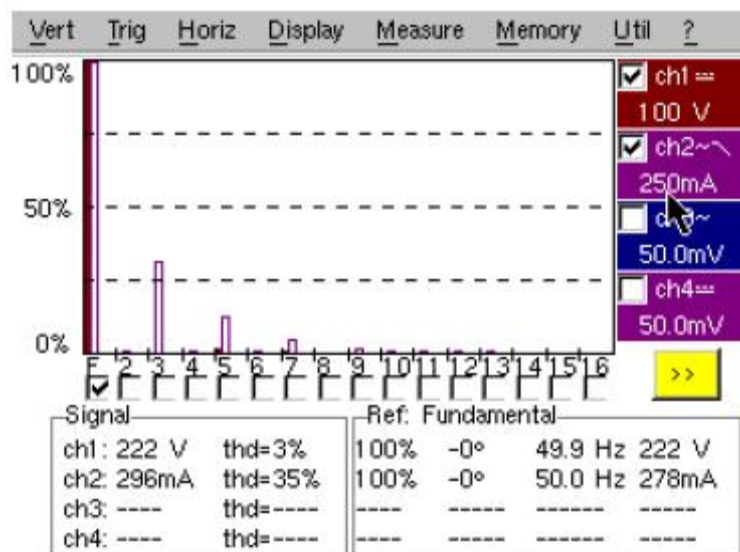 Vert Trig Horiz Display Measure Memory Util ?
100%
50%
0%
ch1
100 V
ch2~
250mA
50.0mV
ch4
50.0mV
F 2 3 4 5 6 7 8 9 10 11 12 13 14 15 16
>>
Signal
ch1: 222 V thd=3%
ch2: 296mA thd=35%
ch3: ---- thd=----
ch4: ---- thd=----
Ref: Fundamental
100% -0° 49.9 Hz 222 V
100% -0° 50.0 Hz 278mA
---- ---- ------ -----
---- ---- ------ -----